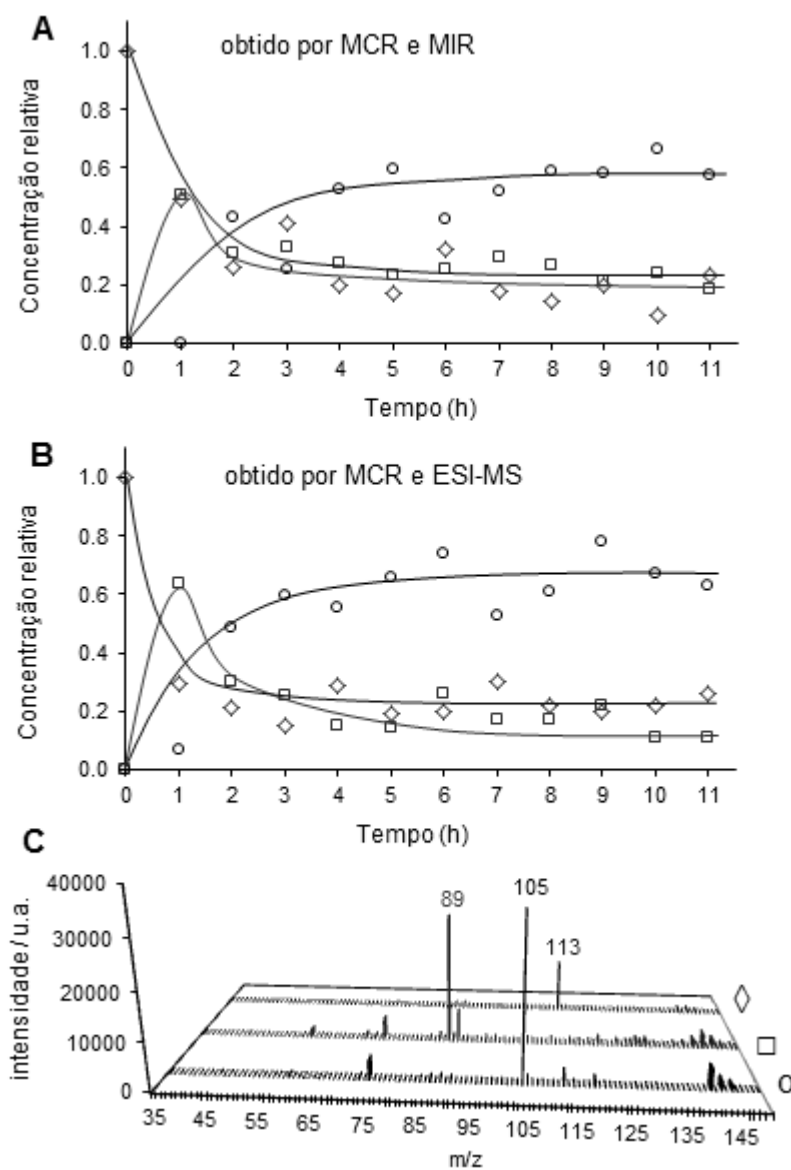 A
obtido por MCR e MIR
Concentração relativa
1.0
0.8
0.6
0.4
0.2
0.0
0 1 2 3 4 5 6 7 8 9 10 11
Tempo (h)
B
obtido por MCR e ESI-MS
Concentração relativa
1.0
0.8
0.6
0.4
0.2
0.0
0 1 2 3 4 5 6 7 8 9 10 11
Tempo (h)
C
intensidade / u.a.
40000
30000
20000
10000
0
89
105
113
35 45 55 65 75 85 95 105 115 125 135 145
m/z